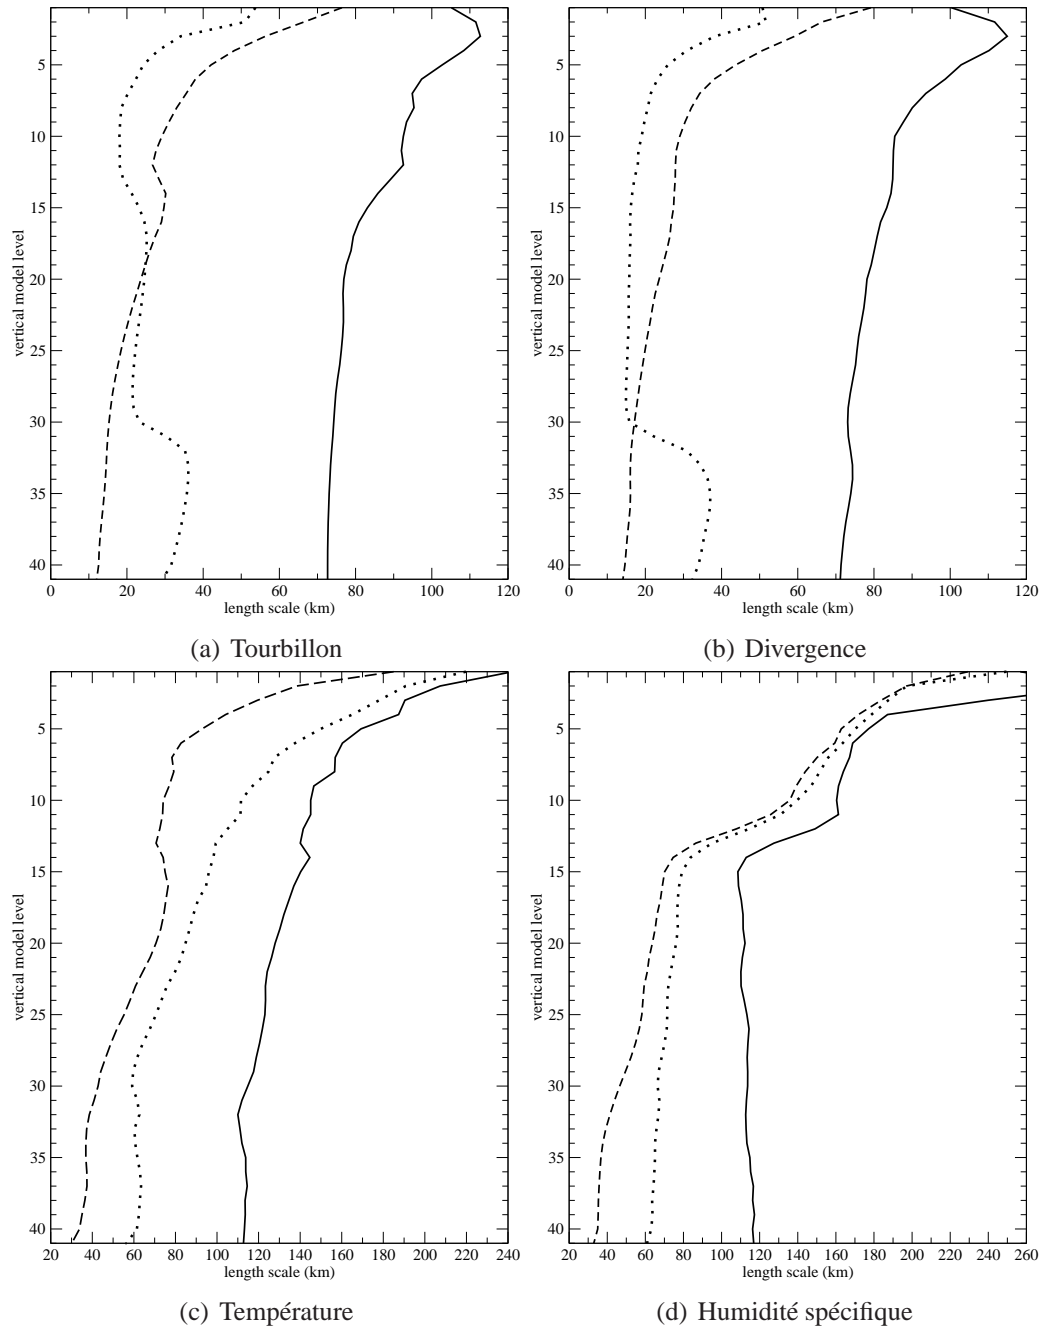 5
10
15
20
25
30
35
40
vertical model level
0 20 40 60 80 100 120
length scale (km)
(a) Tourbillon
5
10
15
20
25
30
35
40
vertical model level
0 20 40 60 80 100 120
length scale (km)
(b) Divergence
5
10
15
20
25
30
35
40
vertical model level
20 40 60 80 100 120 140 160 180 200 220 240
length scale (km)
(c) Température
5
10
15
20
25
30
35
40
vertical model level
20 40 60 80 100 120 140 160 180 200 220 240 260
length scale (km)
(d) Humidité spécifique